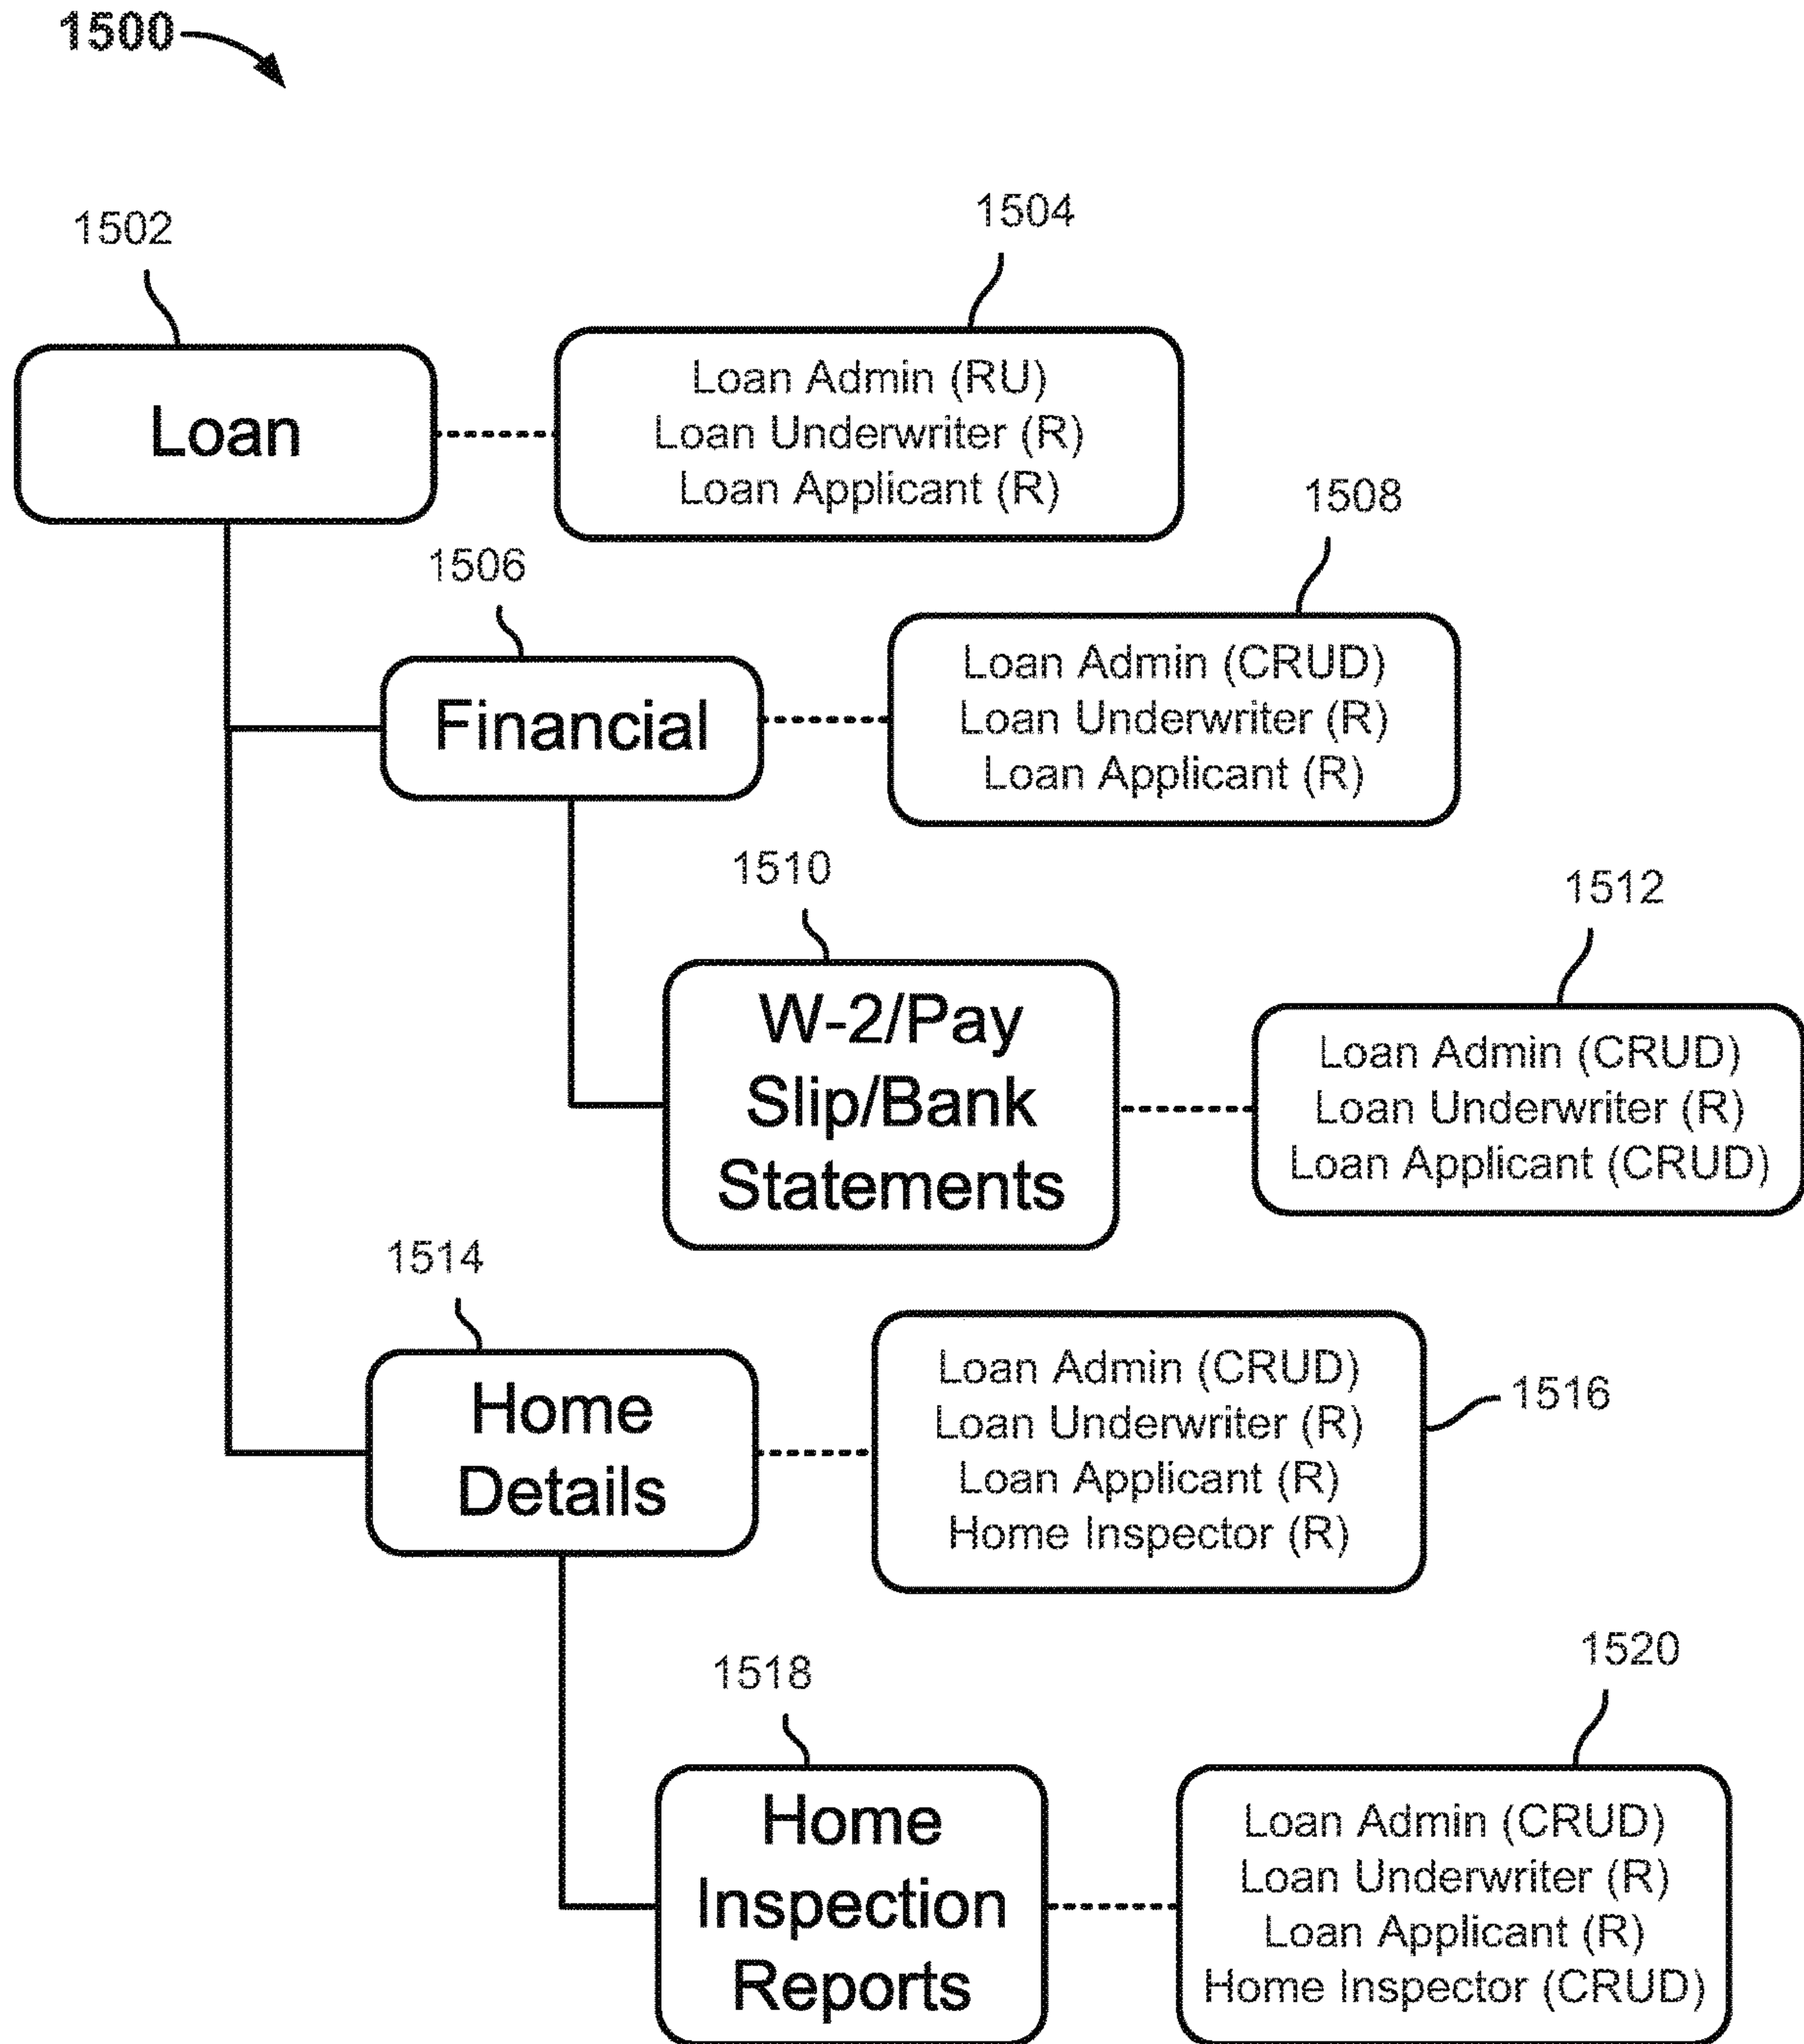 1500
1502
1504
Loan
Loan Admin (RU)
Loan Underwriter (R)
Loan Applicant (R)
1506
1508
Financial
Loan Admin (CRUD)
Loan Underwriter (R)
Loan Applicant (R)
1510
1512
W-2/Pay
Slip/Bank
Statements
Loan Admin (CRUD)
Loan Underwriter (R)
Loan Applicant (CRUD)
1514
1516
Home
Details
Loan Admin (CRUD)
Loan Underwriter (R)
Loan Applicant (R)
Home Inspector (R)
1518
1520
Home
Inspection
Reports
Loan Admin (CRUD)
Loan Underwriter (R)
Loan Applicant (R)
Home Inspector (CRUD)